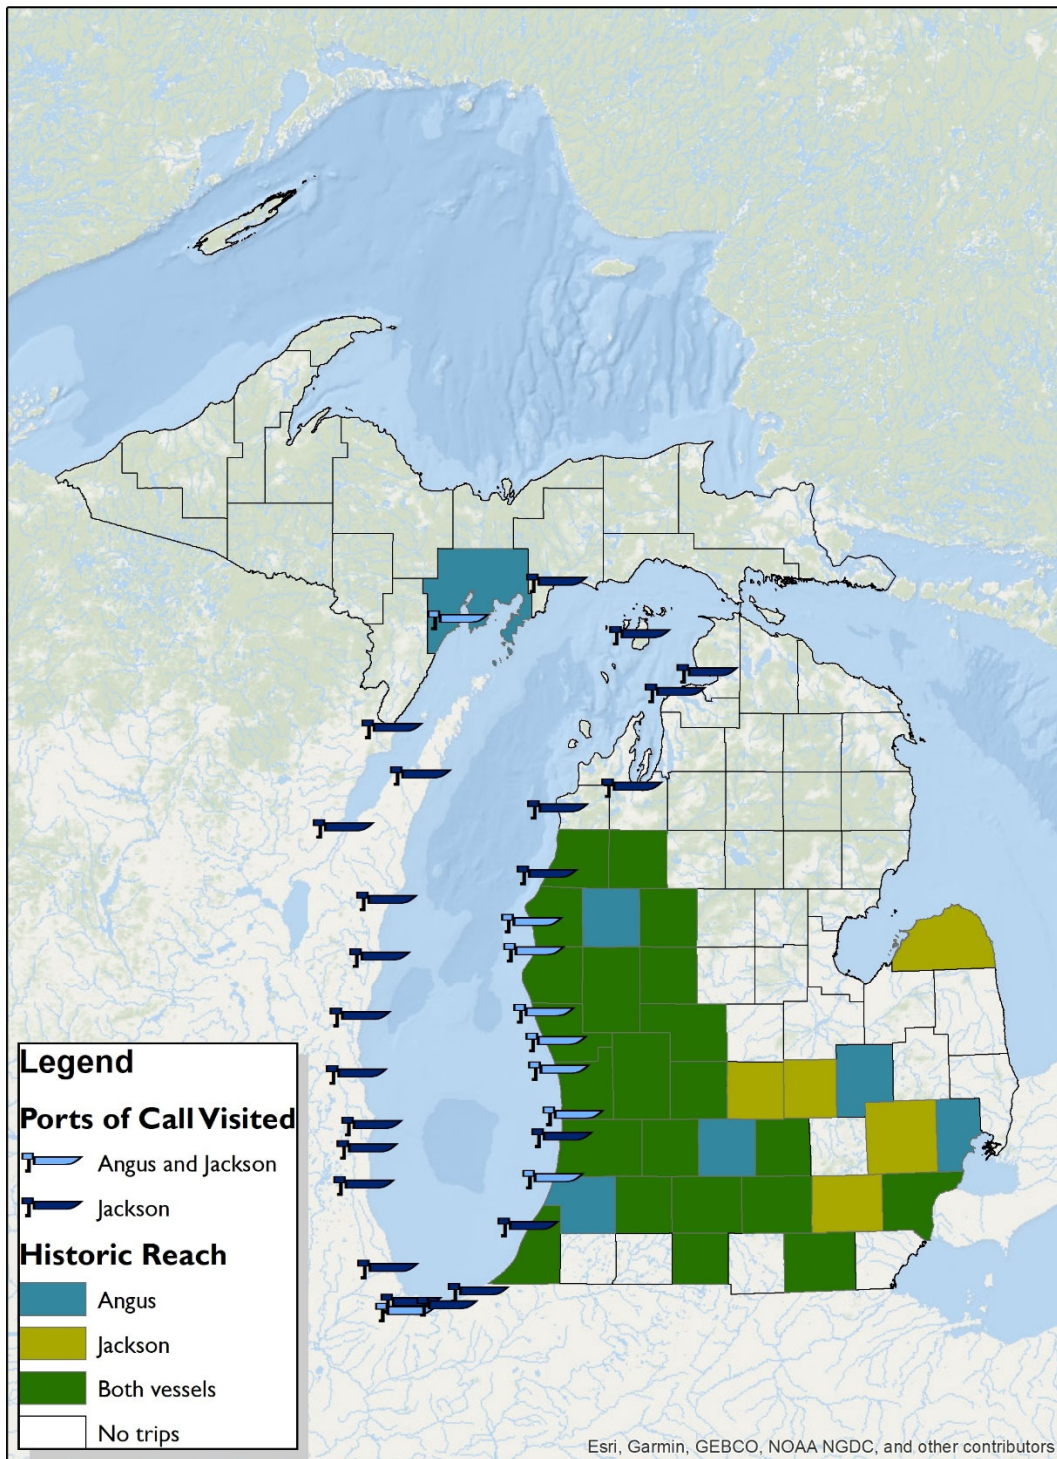 Legend
Ports of Call Visited
Angus and Jackson
Jackson
Historic Reach
Angus
Jackson
Both vessels
No trips
Esri, Garmin, GEBCO, NOAA NGDC, and other contributors